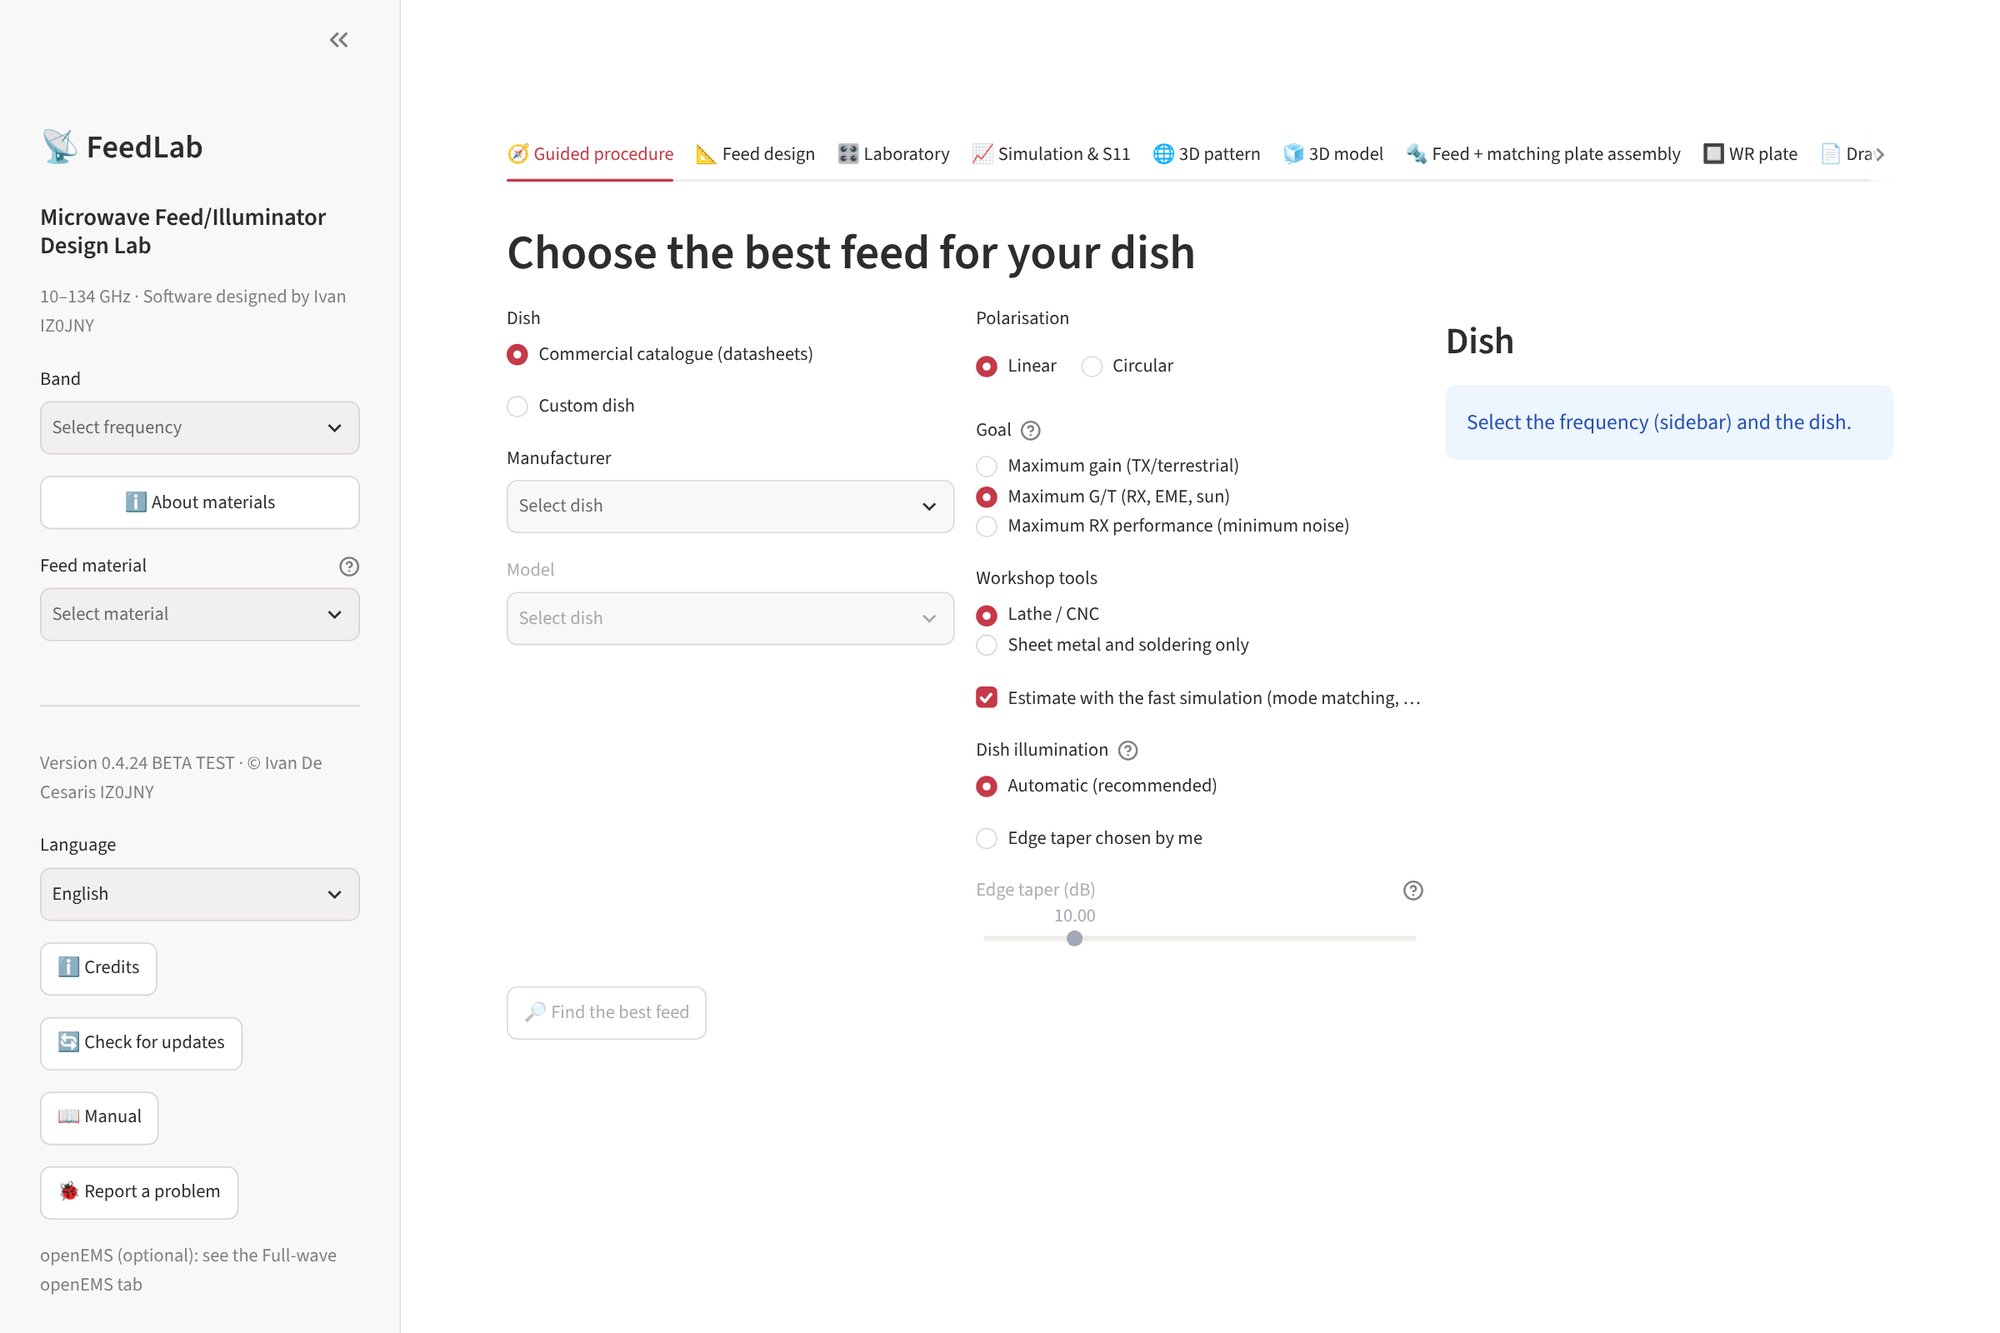 FeedLab
Microwave Feed/Illuminator
Design Lab
10–134 GHz · Software designed by Ivan
IZ0JNY
Band
Select frequency
About materials
Feed material
Select material
Version 0.4.24 BETA TEST · © Ivan De
Cesaris IZ0JNY
Language
English
Credits
Check for updates
Manual
Report a problem
openEMS (optional): see the Full-wave
openEMS tab
Guided procedure
Feed design
Laboratory
Simulation & S11
3D pattern
3D model
Feed + matching plate assembly
WR plate
Dra
Choose the best feed for your dish
Dish
Commercial catalogue (datasheets)
Custom dish
Manufacturer
Select dish
Model
Select dish
Find the best feed
Polarisation
Linear
Circular
Goal
Maximum gain (TX/terrestrial)
Maximum G/T (RX, EME, sun)
Maximum RX performance (minimum noise)
Workshop tools
Lathe / CNC
Sheet metal and soldering only
Estimate with the fast simulation (mode matching, …
Dish illumination
Automatic (recommended)
Edge taper chosen by me
Edge taper (dB)
10.00
Dish
Select the frequency (sidebar) and the dish.